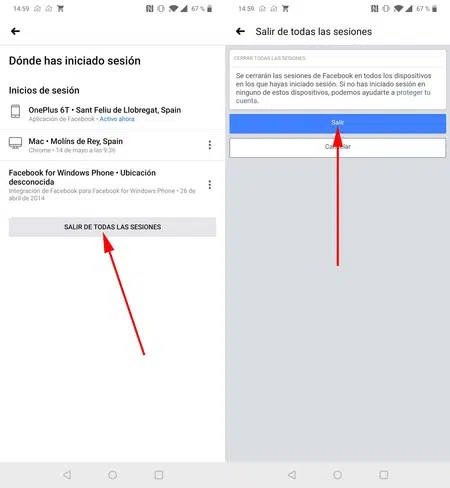 14:59
67 %
Dónde has iniciado sesión
Inicios de sesión
OnePlus 6T • Sant Feliu de Llobregat, Spain
Aplicación de Facebook • Activo ahora
Mac • Molíns de Rey, Spain
Chrome • 14 de mayo a las 9:36
Facebook for Windows Phone • Ubicación
desconocida
Integración de Facebook para Facebook for Windows Phone • 26 de
abril de 2014
SALIR DE TODAS LAS SESIONES
14:59
67 %
Salir de todas las sesiones
CERRAR TODAS LAS SESIONES
Se cerrarán las sesiones de Facebook en todos los dispositivos
en los que hayas iniciado sesión. Si no has iniciado sesión en
ninguno de estos dispositivos, podemos ayudarte a proteger tu
cuenta.
Salir
Cancelar